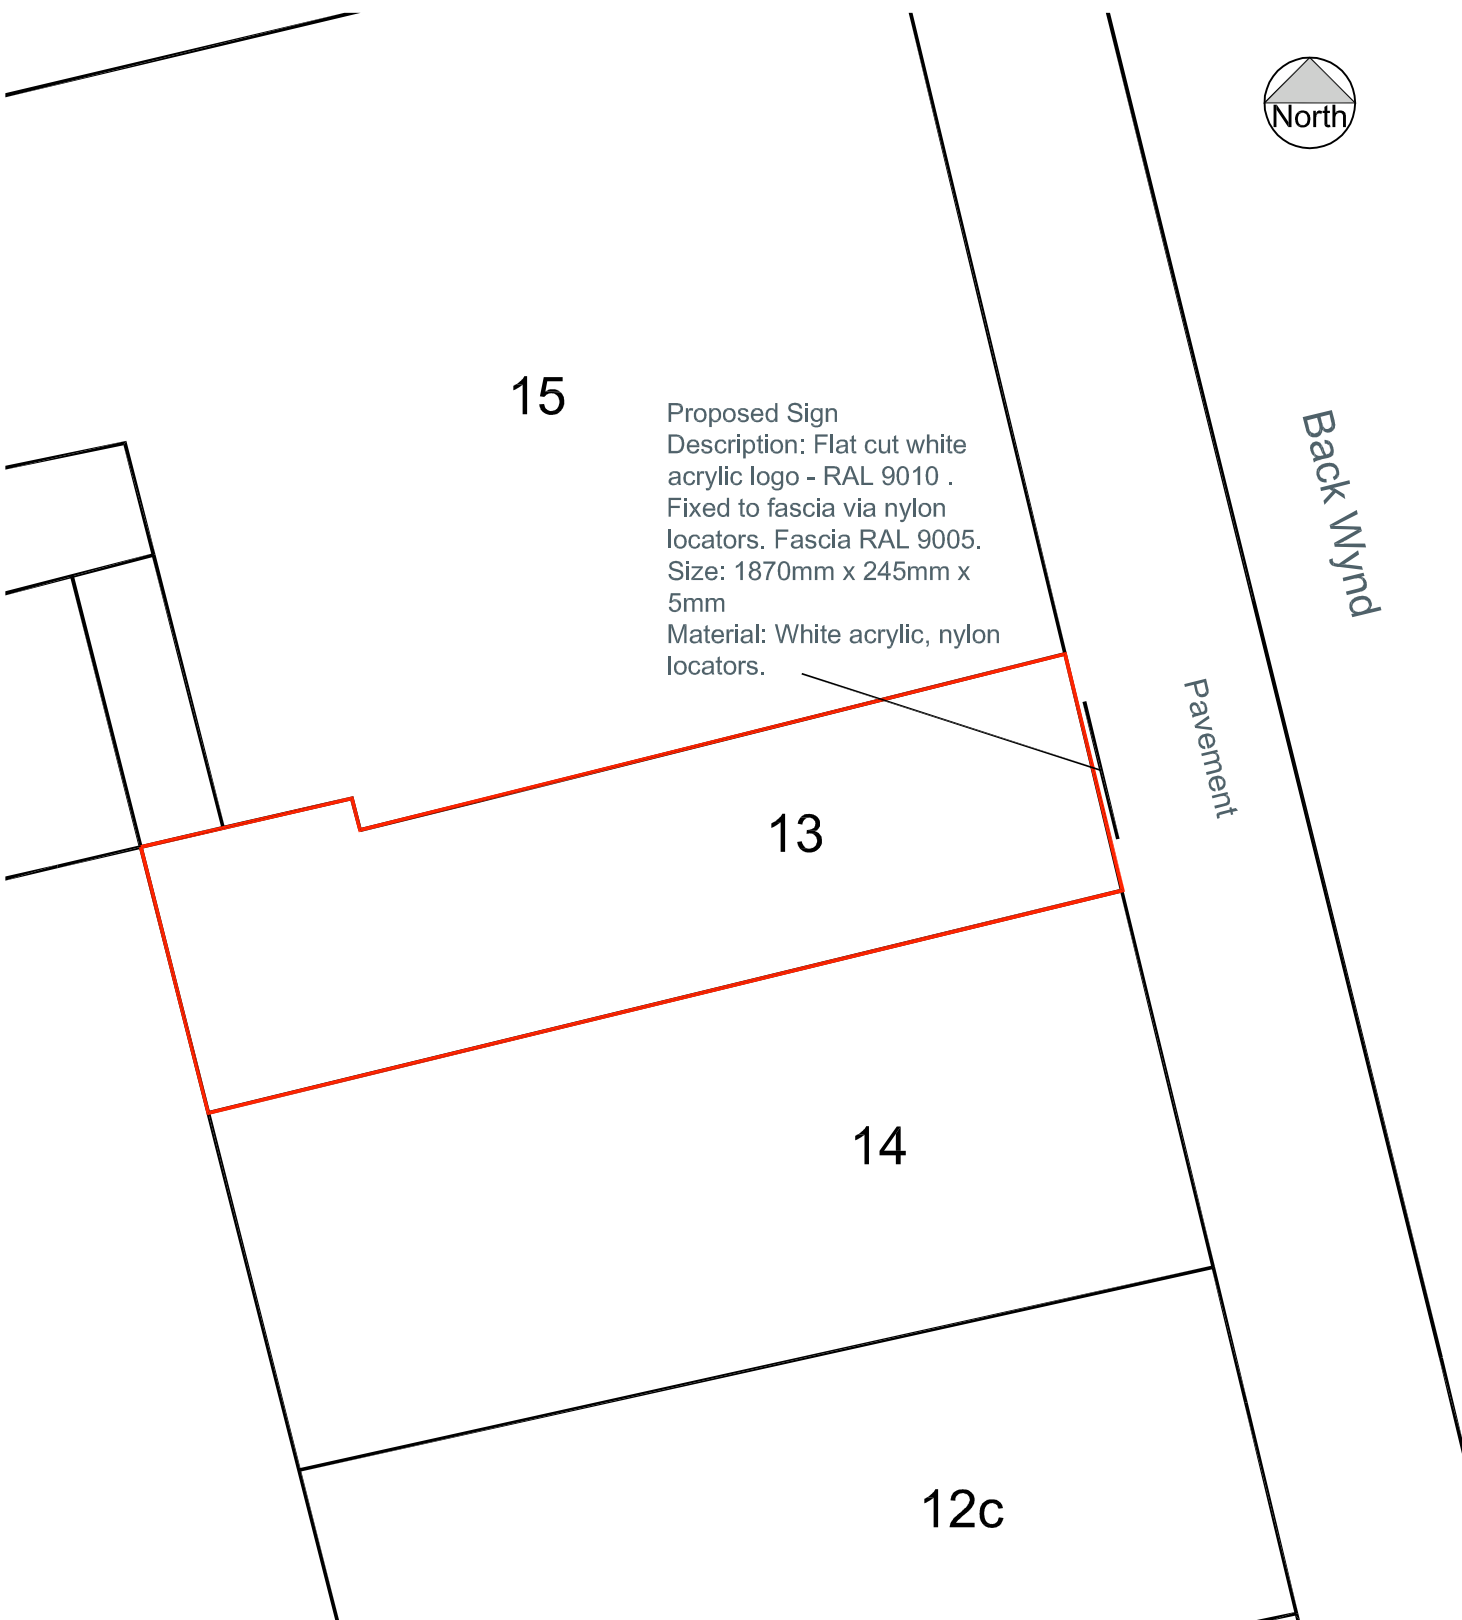 North
15
Proposed Sign
Description: Flat cut white
acrylic logo - RAL 9010 .
Fixed to fascia via nylon
locators. Fascia RAL 9005.
Size: 1870mm x 245mm x
5mm
Material: White acrylic, nylon
locators.
Back Wynd
Pavement
13
14
12c